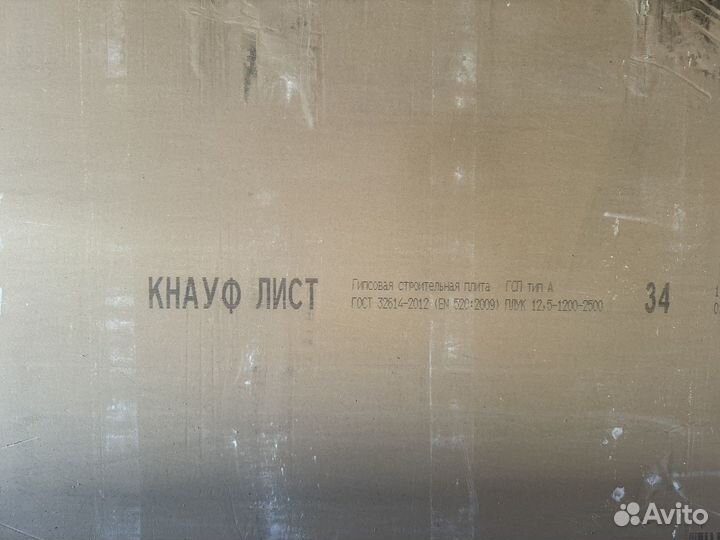 КНАУФ ЛИСТ
Гипсовая строительная плита ГСП тип А
ГОСТ 32614-2012 (EN 520:2009) ПЛУК 12,5-1200-2500
34
Avito